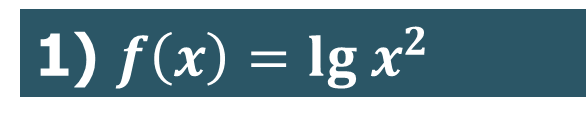 1) f(x) = lg x²